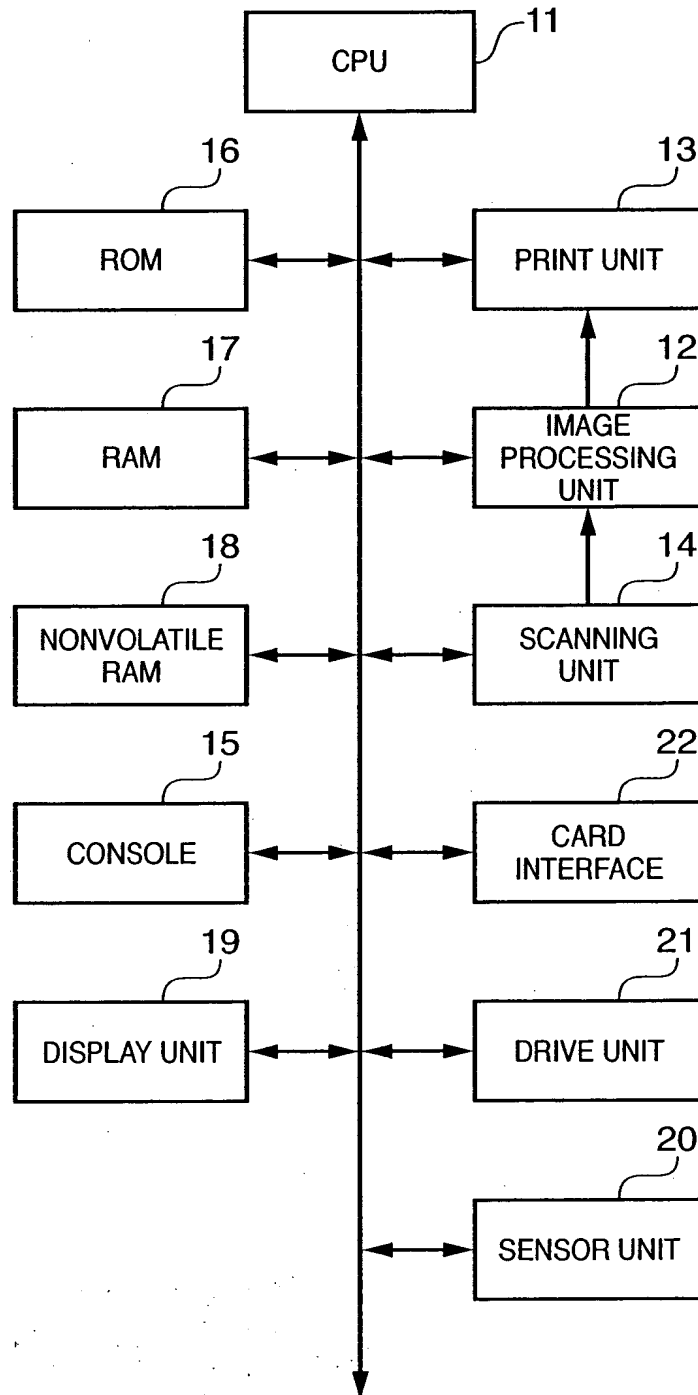 11
CPU
16
13
ROM
PRINT UNIT
17
12
RAM
IMAGE
PROCESSING
UNIT
18
14
NONVOLATILE
RAM
SCANNING
UNIT
15
22
CONSOLE
CARD
INTERFACE
19
21
DISPLAY UNIT
DRIVE UNIT
20
SENSOR UNIT